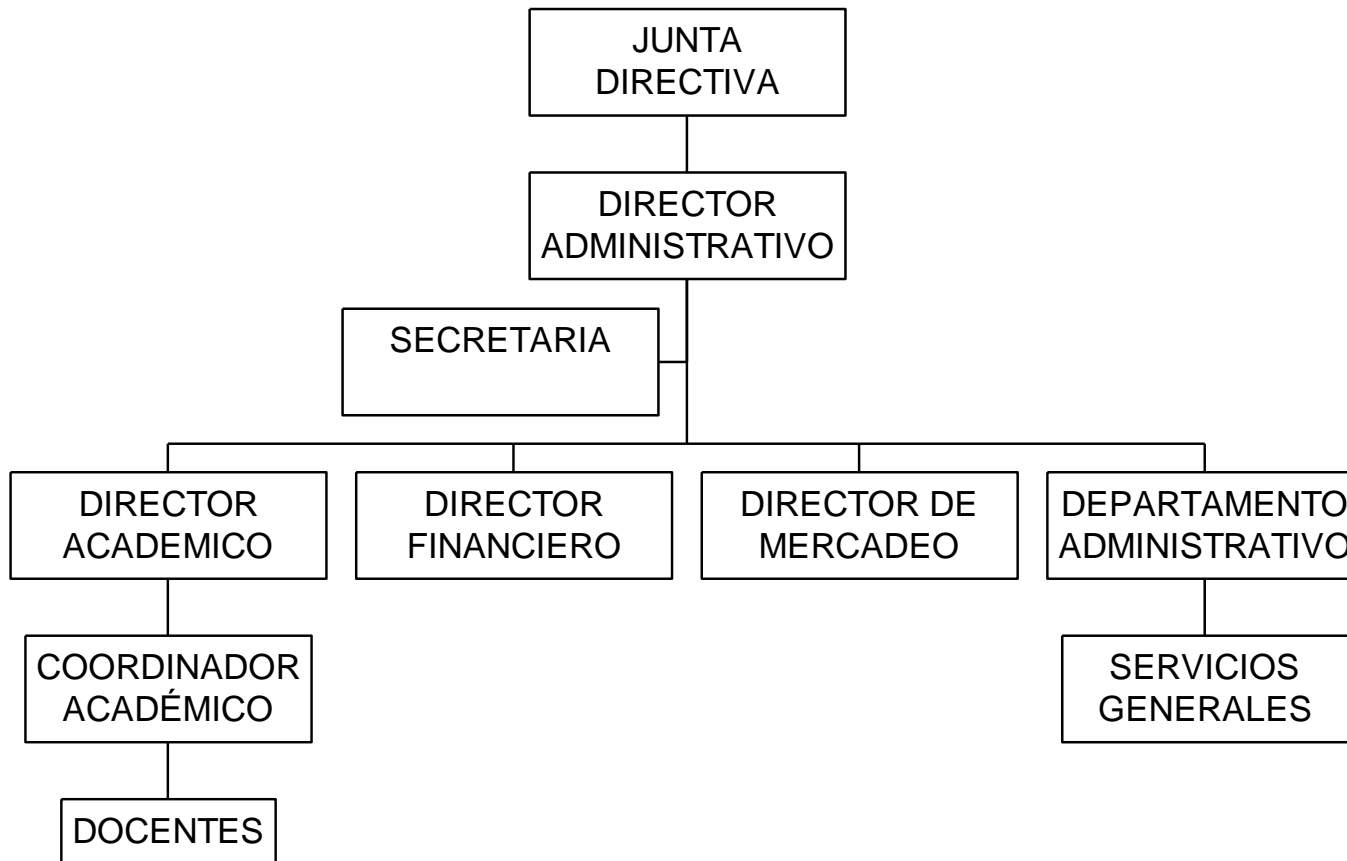 JUNTA
DIRECTIVA
DIRECTOR
ADMINISTRATIVO
SECRETARIA
DIRECTOR
ACADEMICO
DIRECTOR
FINANCIERO
DIRECTOR DE
MERCADEO
DEPARTAMENTO
ADMINISTRATIVO
COORDINADOR
ACADÉMICO
SERVICIOS
GENERALES
DOCENTES